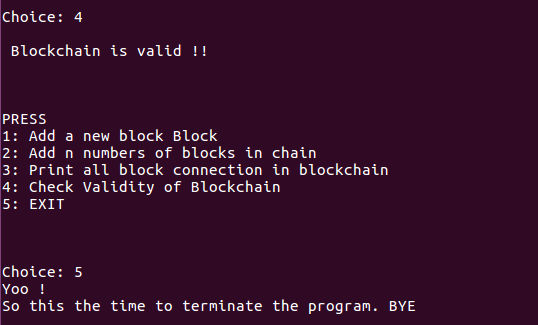 Choice: 4
Blockchain is valid !!
PRESS
1: Add a new block Block
2: Add n numbers of blocks in chain
3: Print all block connection in blockchain
4: Check Validity of Blockchain
5: EXIT
Choice: 5
Yoo !
So this the time to terminate the program. BYE